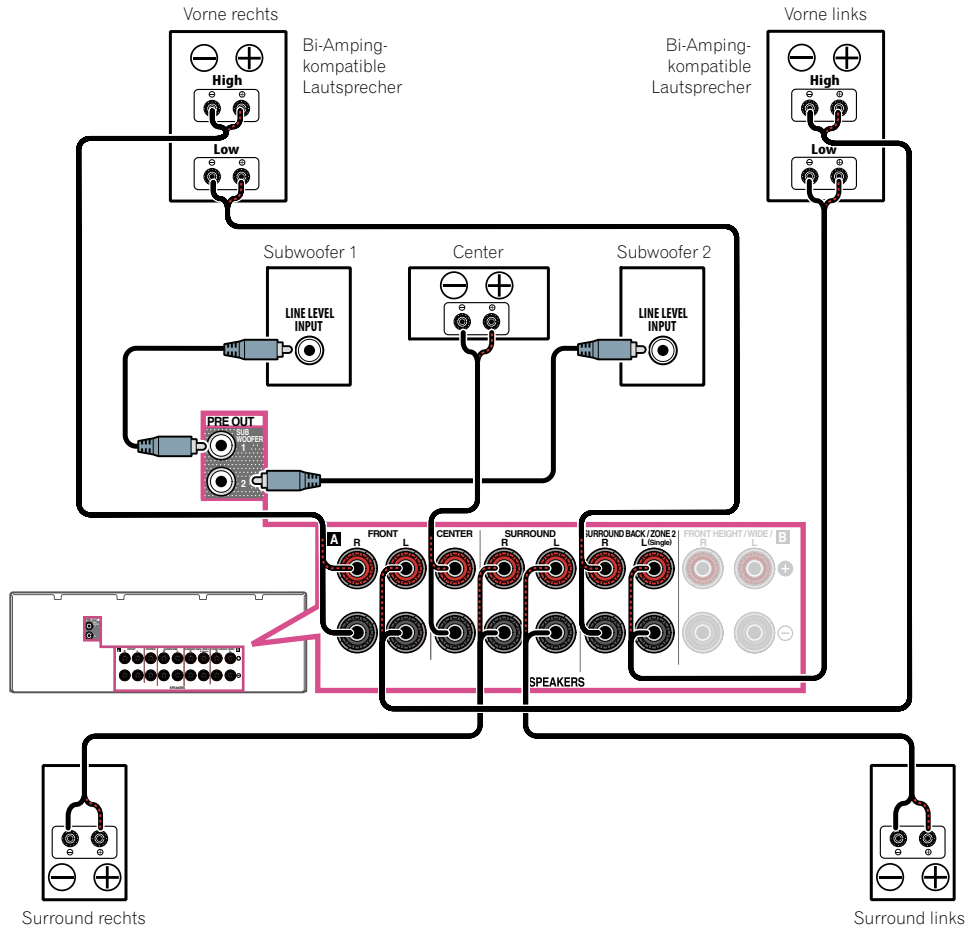 Vorne rechts
Vorne links
Bi-Amping-
kompatible
Lautsprecher
Bi-Amping-
kompatible
Lautsprecher
High
High
Low
Low
Subwoofer 1
Center
Subwoofer 2
LINE LEVEL
INPUT
LINE LEVEL
INPUT
PRE OUT
SUB
WOOFER
1
2
A FRONT CENTER SURROUND SURROUND BACK / ZONE 2 FRONT HEIGHT / WIDE / B
R L R L R L (Single) R L
SPEAKERS
Surround rechts
Surround links